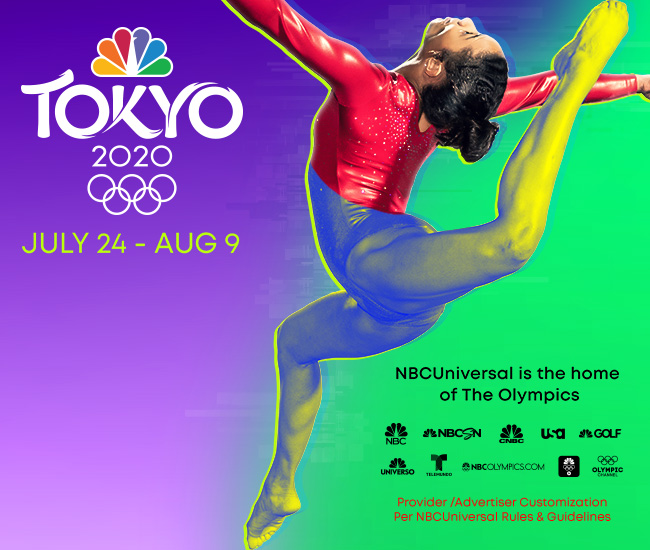 TOKYO
2020
JULY 24 - AUG 9
NBCUniversal is the home
of The Olympics
NBC NBCSN CNBC USA GOLF
UNIVERSO TELEMUNDO NBCOLYMPICS.COM OLYMPIC CHANNEL
Provider /Advertiser Customization
Per NBCUniversal Rules & Guidelines